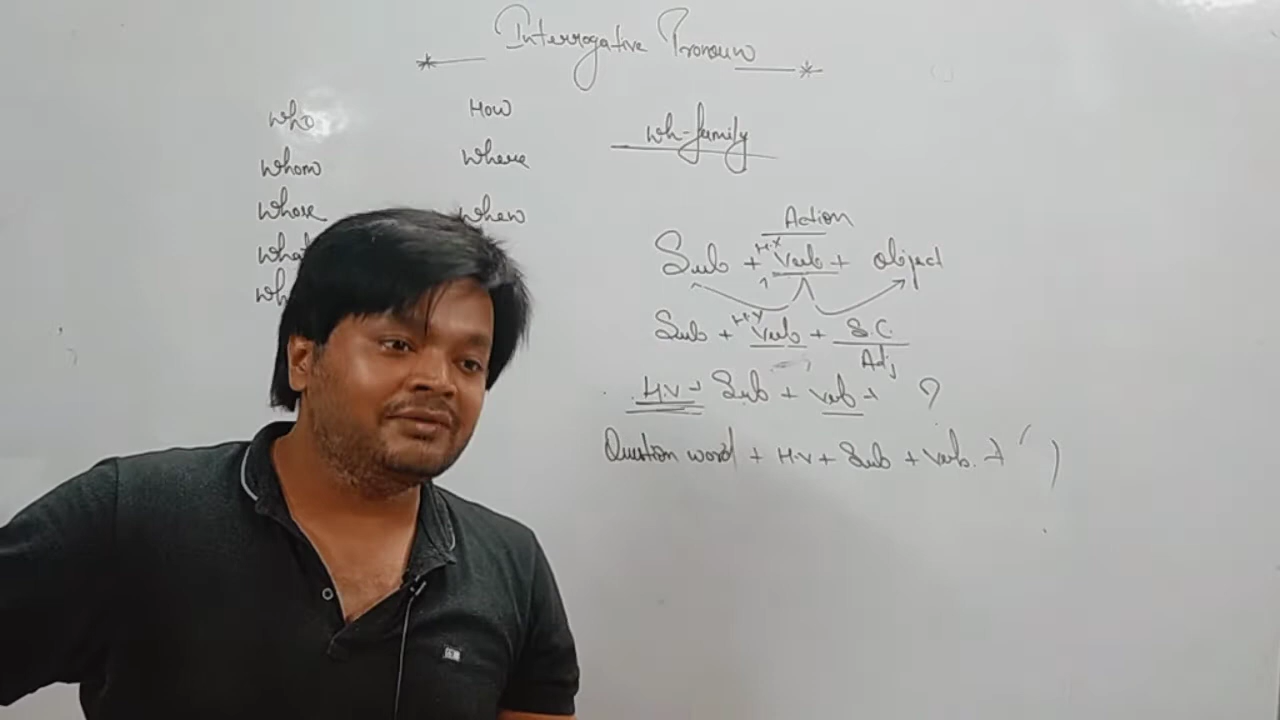 Interrogative Pronoun
Who
Whom
Whose
What
Wh
How
Where
When
Wh-family
Action
H.V
Sub + Verb + object
H.V
Sub + Verb + S.C.
Adj
H.V + Sub + Verb + ?
Question word + H.V + Sub + Verb. + ( )